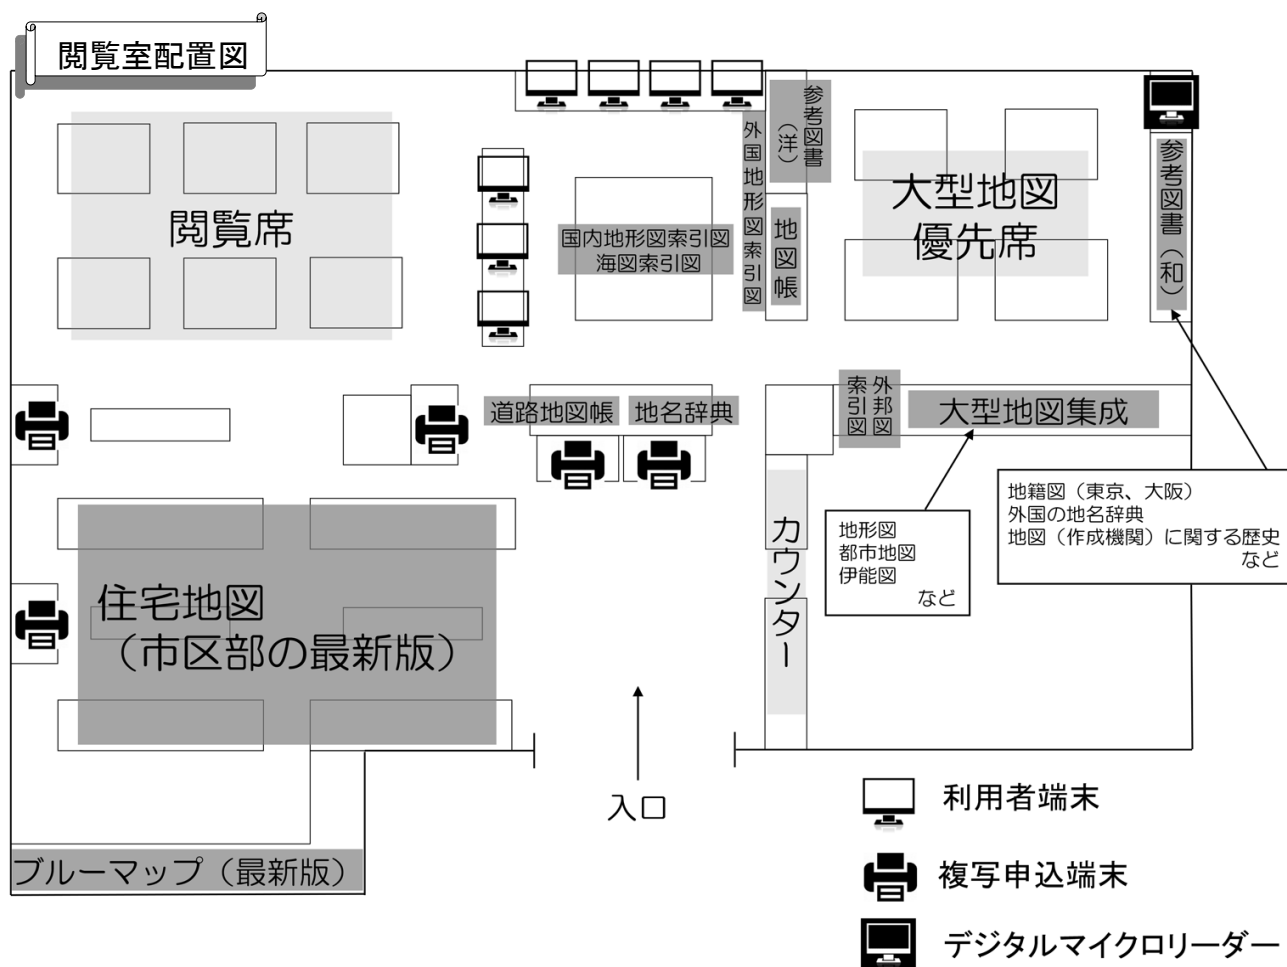 閲覧室配置図
閲覧席
国内地形図索引図
海図索引図
外国地形図索引図
参考図書
（洋）
地図帳
大型地図
優先席
参考図書（和）
道路地図帳
地名辞典
外邦図
索引図
大型地図集成
地形図
都市地図
伊能図
など
地籍図（東京、大阪）
外国の地名辞典
地図（作成機関）に関する歴史
など
カウンター
住宅地図
（市区部の最新版）
入口
ブルーマップ（最新版）
利用者端末
複写申込端末
デジタルマイクロリーダー